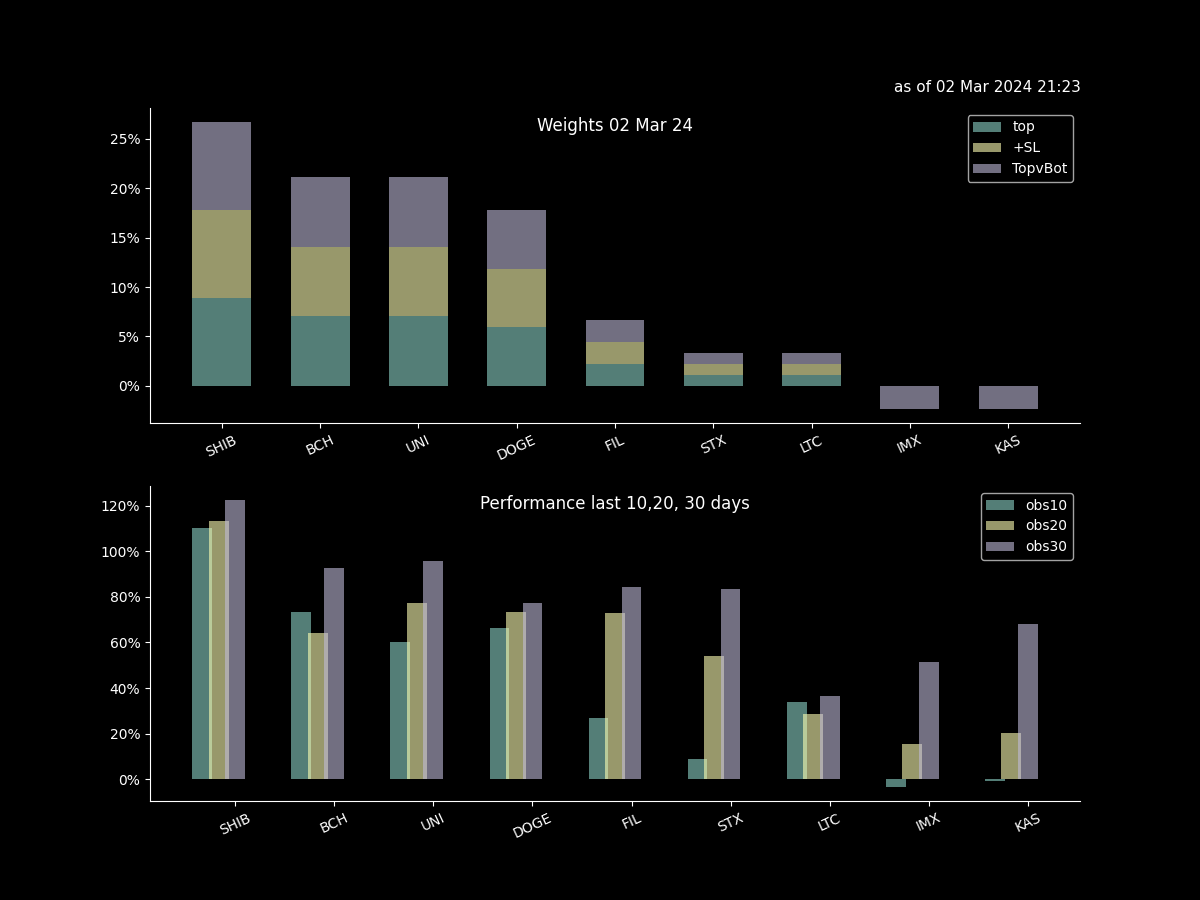 as of 02 Mar 2024 21:23
Weights 02 Mar 24
top
+SL
TopvBot
25%
20%
15%
10%
5%
0%
SHIB BCH UNI DOGE FIL STX LTC IMX KAS
Performance last 10,20, 30 days
obs10
obs20
obs30
120%
100%
80%
60%
40%
20%
0%
SHIB BCH UNI DOGE FIL STX LTC IMX KAS